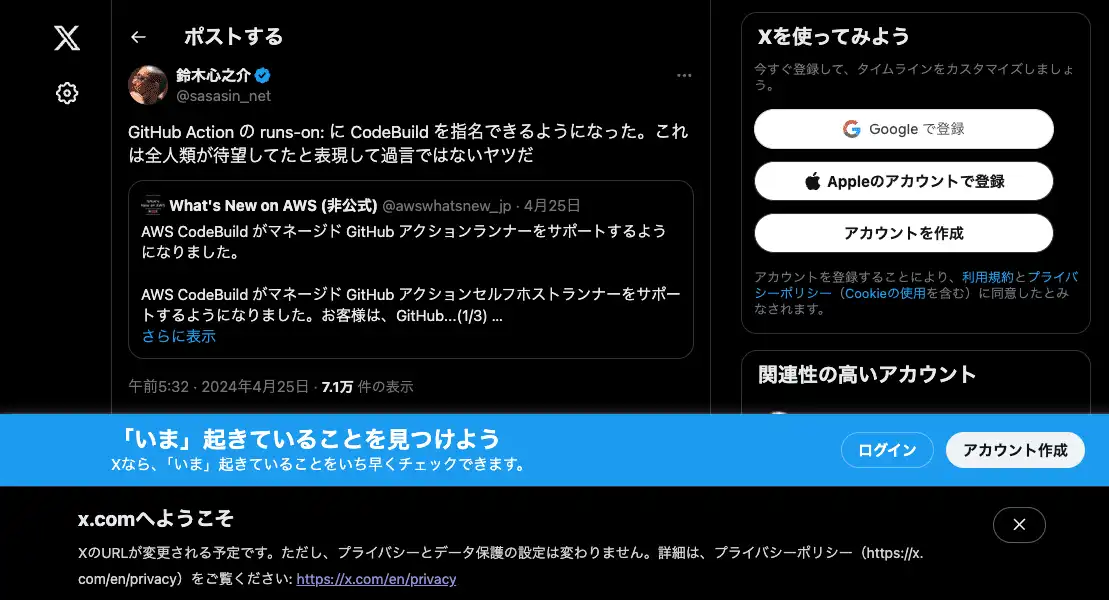 ポストする
鈴木心之介
@sasasin_net
GitHub Action の runs-on: に CodeBuild を指名できるようになった。これ
は全人類が待望してたと表現して過言ではないヤツだ
What's New on AWS (非公式) @awswhatsnew_jp · 4月25日
AWS CodeBuild がマネージド GitHub アクションランナーをサポートするよう
になりました。
AWS CodeBuild がマネージド GitHub アクションセルフホストランナーをサポー
トするようになりました。お客様は、GitHub...(1/3) ...
さらに表示
午前5:32 · 2024年4月25日 · 7.1万 件の表示
Xを使ってみよう
今すぐ登録して、タイムラインをカスタマイズしましょ
う。
Google で登録
Appleのアカウントで登録
アカウントを作成
アカウントを登録することにより、利用規約とプライバ
シーポリシー（Cookieの使用を含む）に同意したとみ
なされます。
関連性の高いアカウント
「いま」起きていることを見つけよう
Xなら、「いま」起きていることをいち早くチェックできます。
ログイン
アカウント作成
x.comへようこそ
XのURLが変更される予定です。ただし、プライバシーとデータ保護の設定は変わりません。詳細は、プライバシーポリシー（https://x.
com/en/privacy）をご覧ください: https://x.com/en/privacy